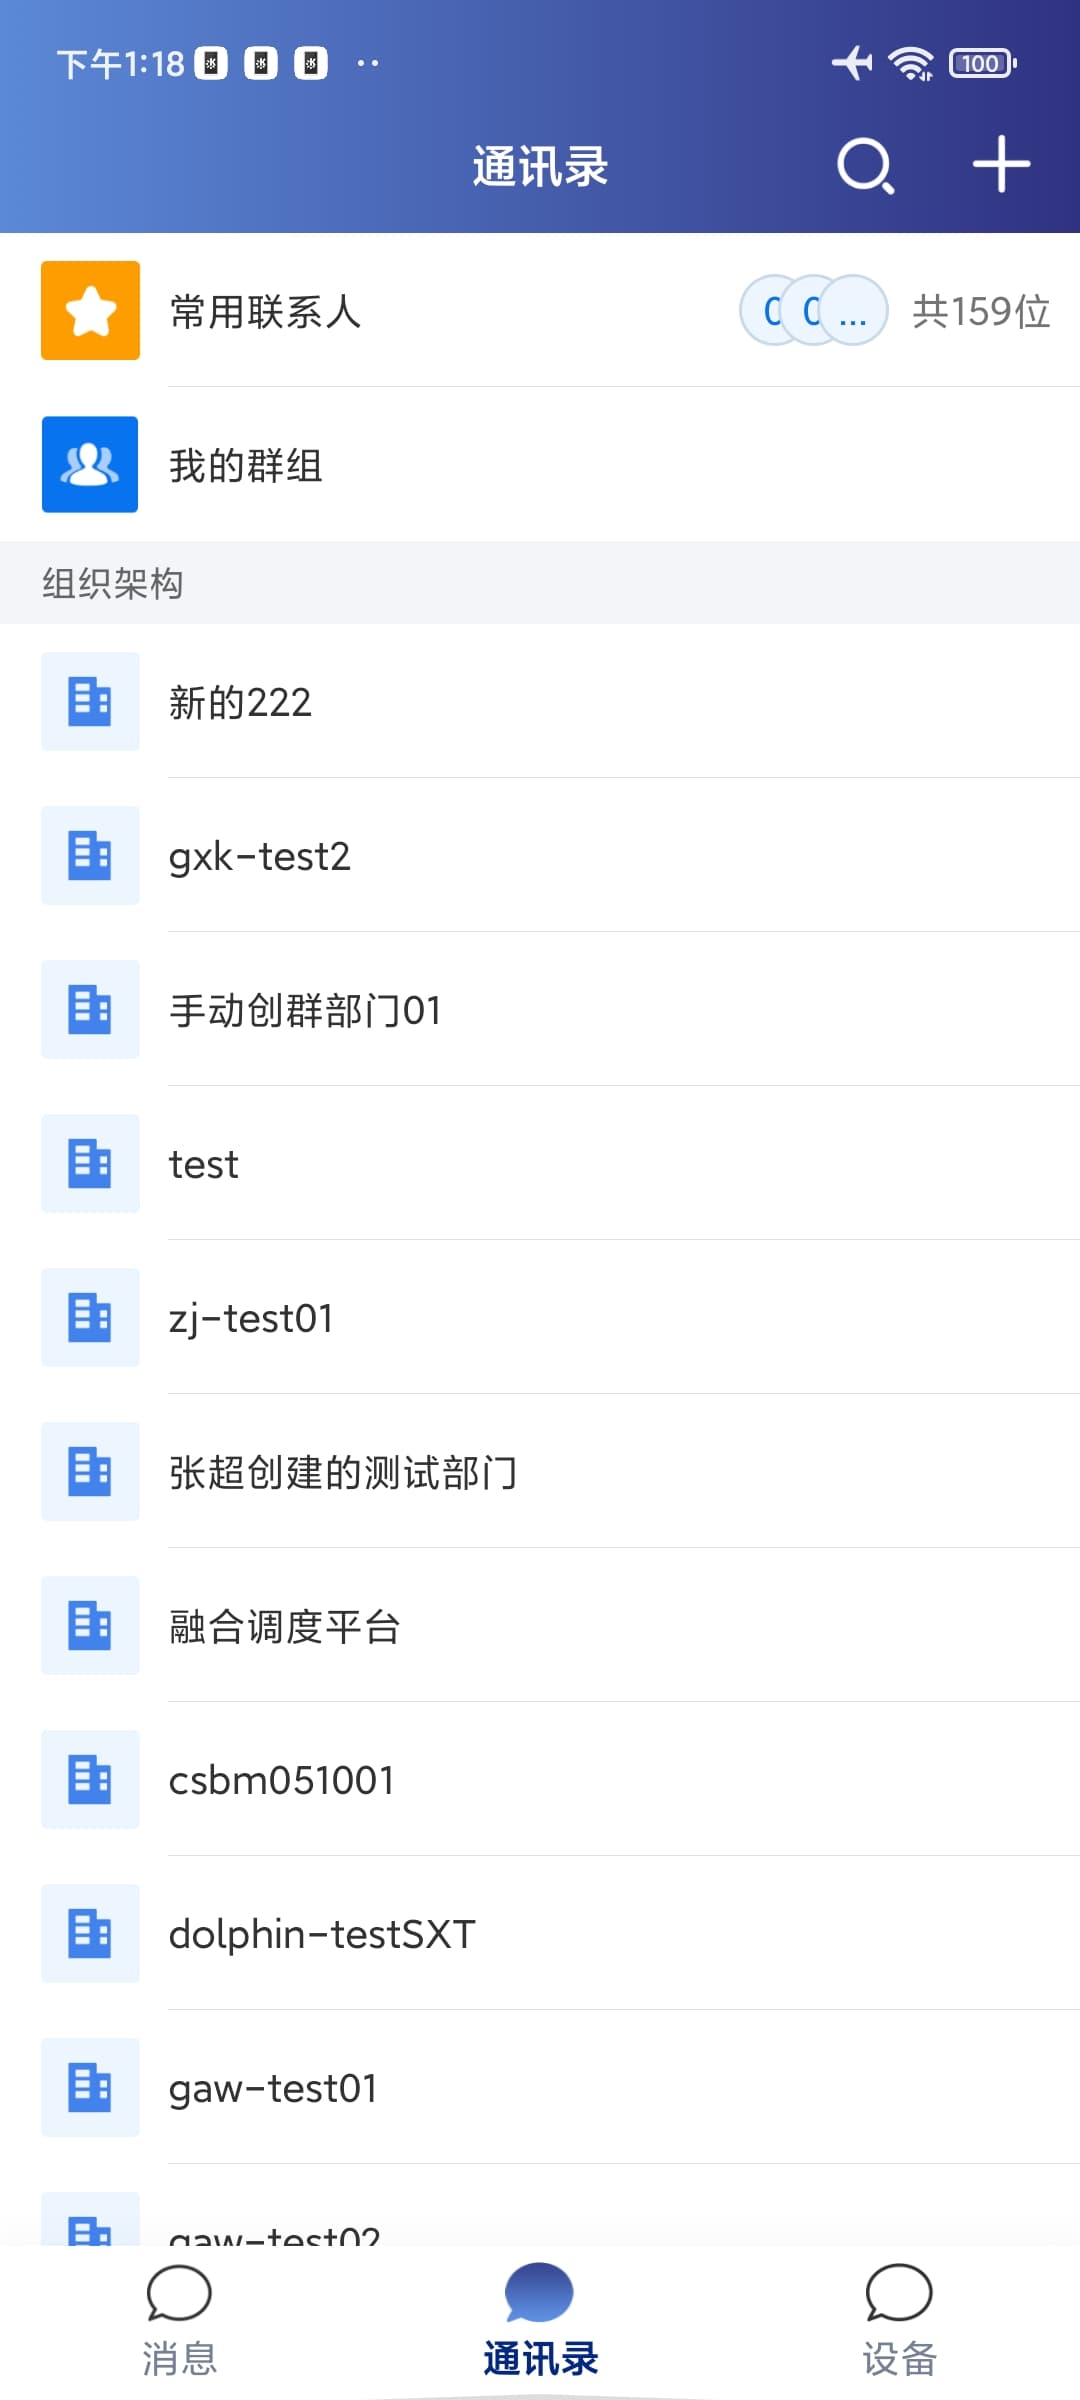 下午1:18
100
通讯录
常用联系人
... 共159位
我的群组
组织架构
新的222
gxk-test2
手动创群部门01
test
zj-test01
张超创建的测试部门
融合调度平台
csbm051001
dolphin-testSXT
gaw-test01
gaw-test02
消息
通讯录
设备